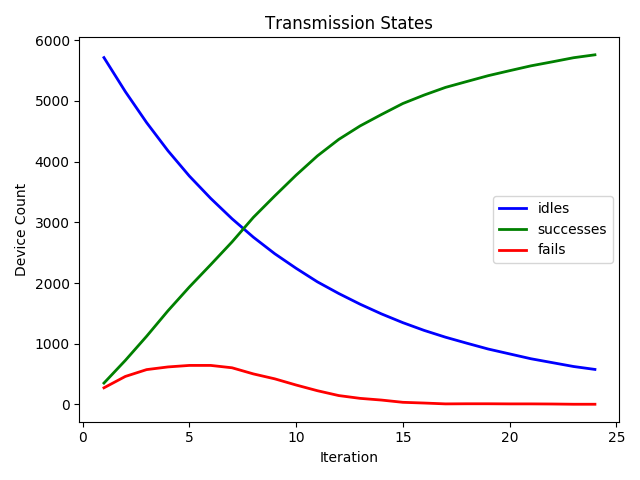 Transmission States
Device Count
6000
5000
4000
3000
2000
1000
0
idles
successes
fails
0 5 10 15 20 25
Iteration